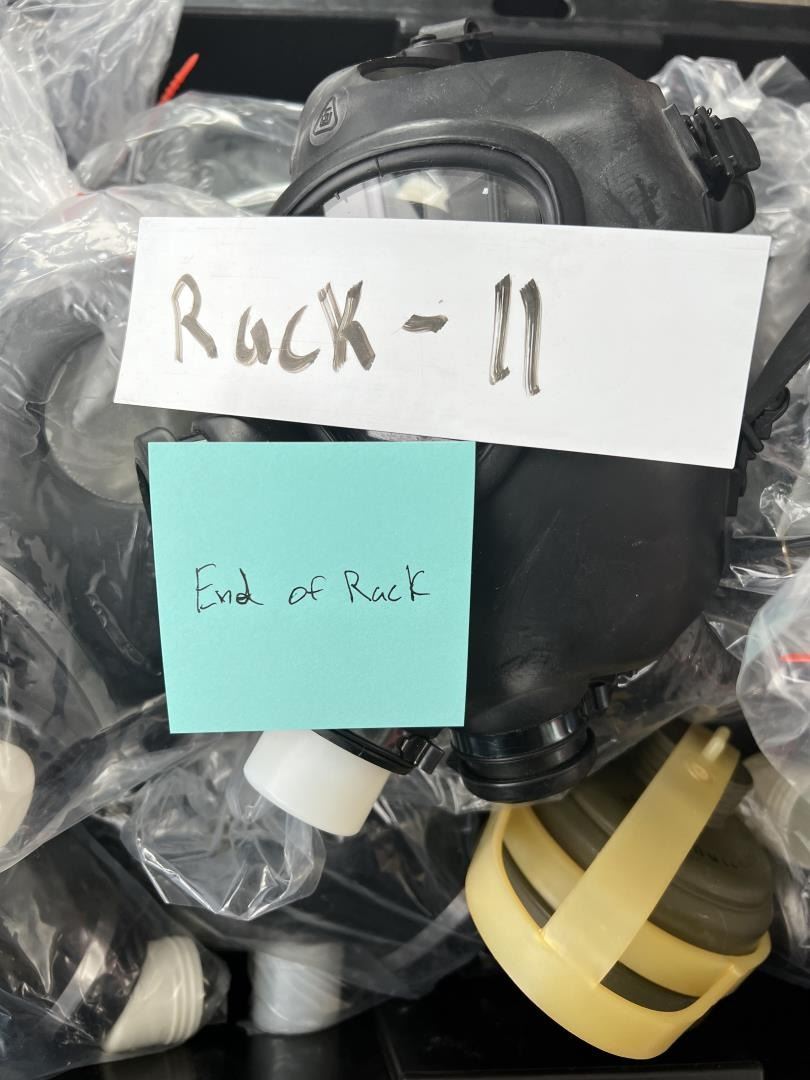 Rack - 11
End of Rack